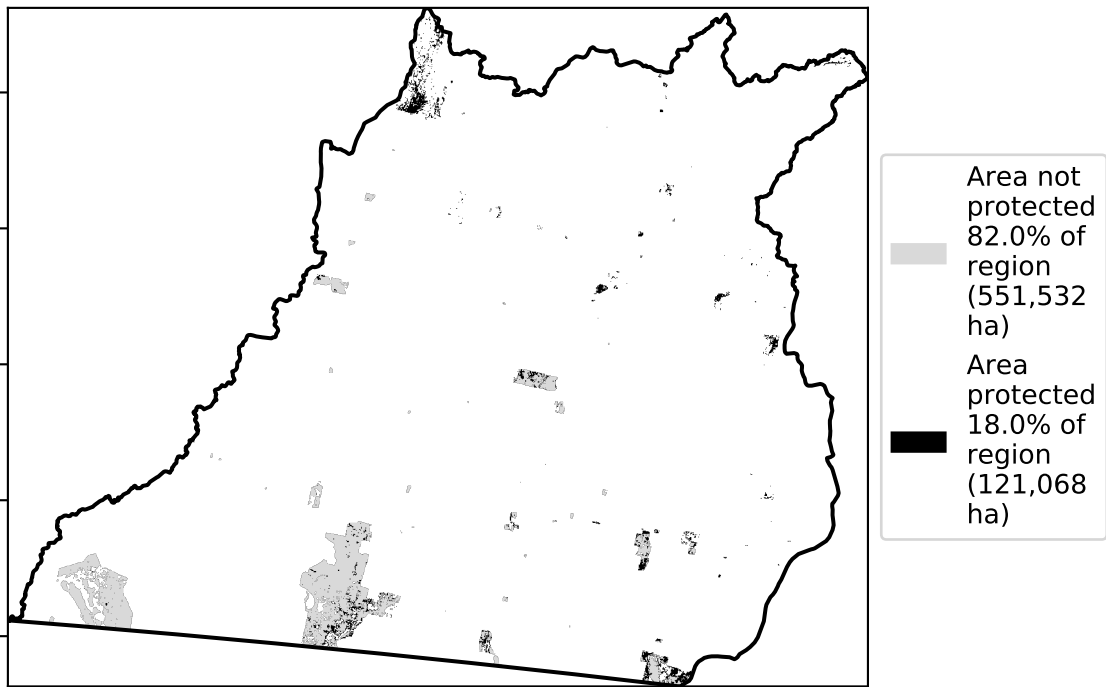 Area not
protected
82.0% of
region
(551,532
ha)
Area
protected
18.0% of
region
(121,068
ha)